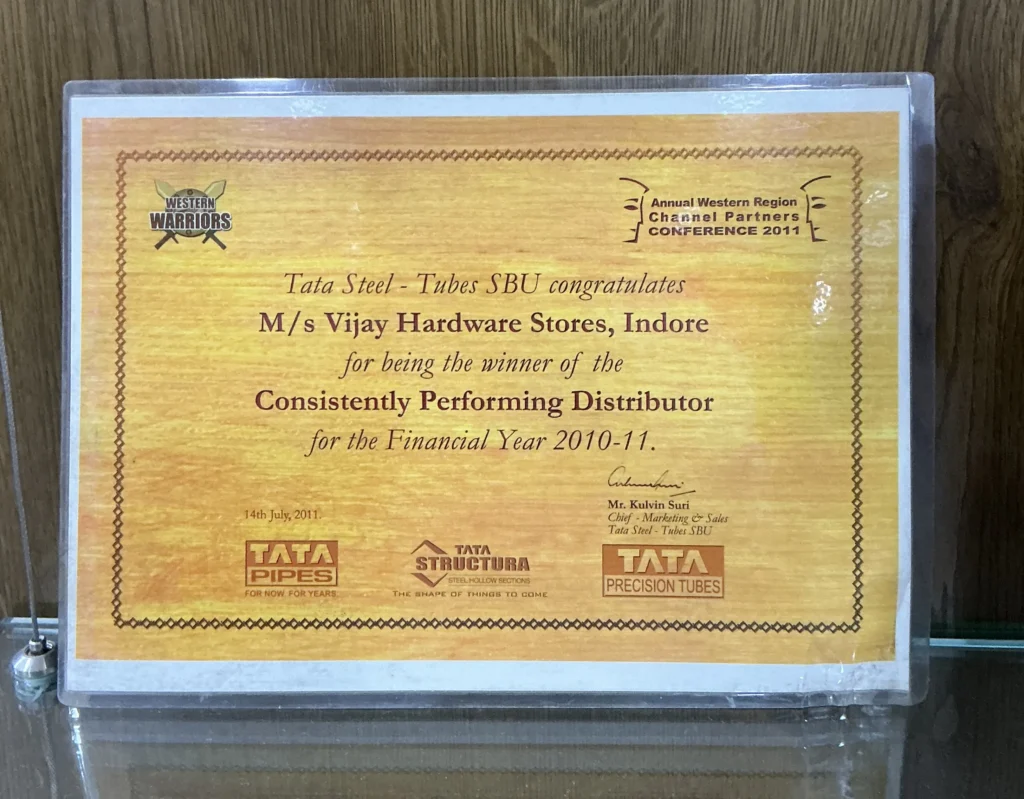 WESTERN
WARRIORS
Annual Western Region
Channel Partners
CONFERENCE 2011
Tata Steel - Tubes SBU congratulates
M/s Vijay Hardware Stores, Indore
for being the winner of the
Consistently Performing Distributor
for the Financial Year 2010-11.
14th July, 2011.
Mr. Kulvin Suri
Chief - Marketing & Sales
Tata Steel - Tubes SBU
TATA
PIPES
FOR NOW. FOR YEARS.
TATA
STRUCTURA
STEEL HOLLOW SECTIONS
THE SHAPE OF THINGS TO COME
TATA
PRECISION TUBES